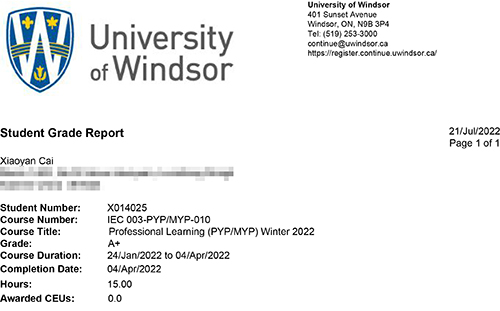 University
of Windsor
University of Windsor
401 Sunset Avenue
Windsor, ON, N9B 3P4
Tel: (519) 253-3000
continue@uwindsor.ca
https://register.continue.uwindsor.ca/
Student Grade Report
21/Jul/2022
Page 1 of 1
Xiaoyan Cai
Student Number: X014025
Course Number: IEC 003-PYP/MYP-010
Course Title: Professional Learning (PYP/MYP) Winter 2022
Grade: A+
Course Duration: 24/Jan/2022 to 04/Apr/2022
Completion Date: 04/Apr/2022
Hours: 15.00
Awarded CEUs: 0.0